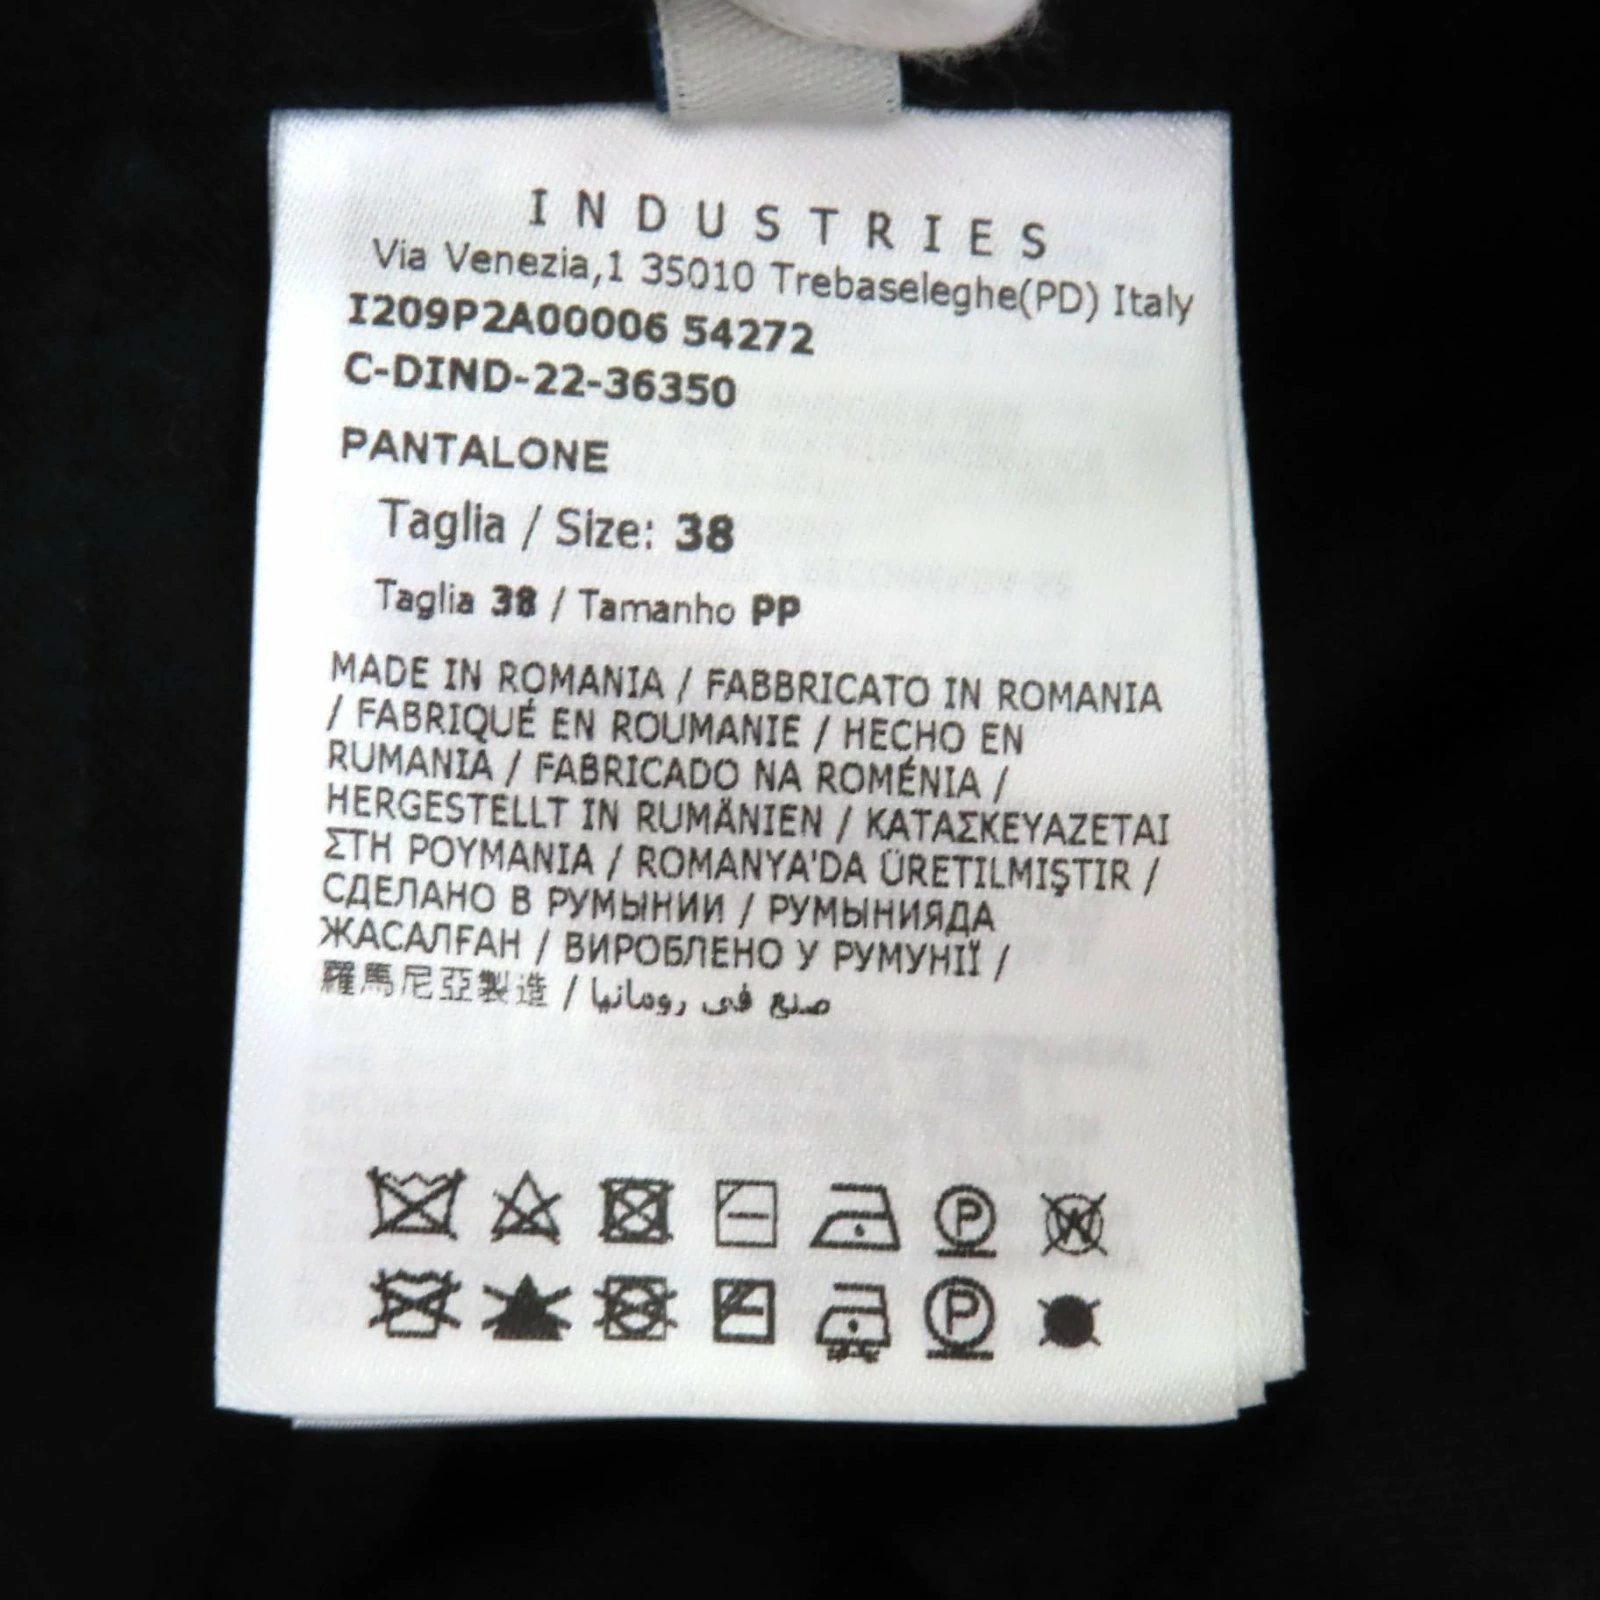 INDUSTRIES
Via Venezia,1 35010 Trebaseleghe(PD) Italy
I209P2A00006 54272
C-DIND-22-36350
PANTALONE
Taglia / Size: 38
Taglia 38 / Tamanho PP
MADE IN ROMANIA / FABBRICATO IN ROMANIA
/ FABRIQUÉ EN ROUMANIE / HECHO EN
RUMANIA / FABRICADO NA ROMÉNIA /
HERGESTELLT IN RUMÄNIEN / ΚΑΤΑΣΚΕΥΑΖΕΤΑΙ
ΣΤΗ ΡΟΥΜΑΝΙΑ / ROMANYA'DA ÜRETILMIŞTIR /
СДЕЛАНО В РУМЫНИИ / РУМЫНИЯДА
ЖАСАЛҒАН / ВИРОБЛЕНО У РУМУНІЇ /
羅馬尼亞製造 / صنع في رومانيا
P W
P